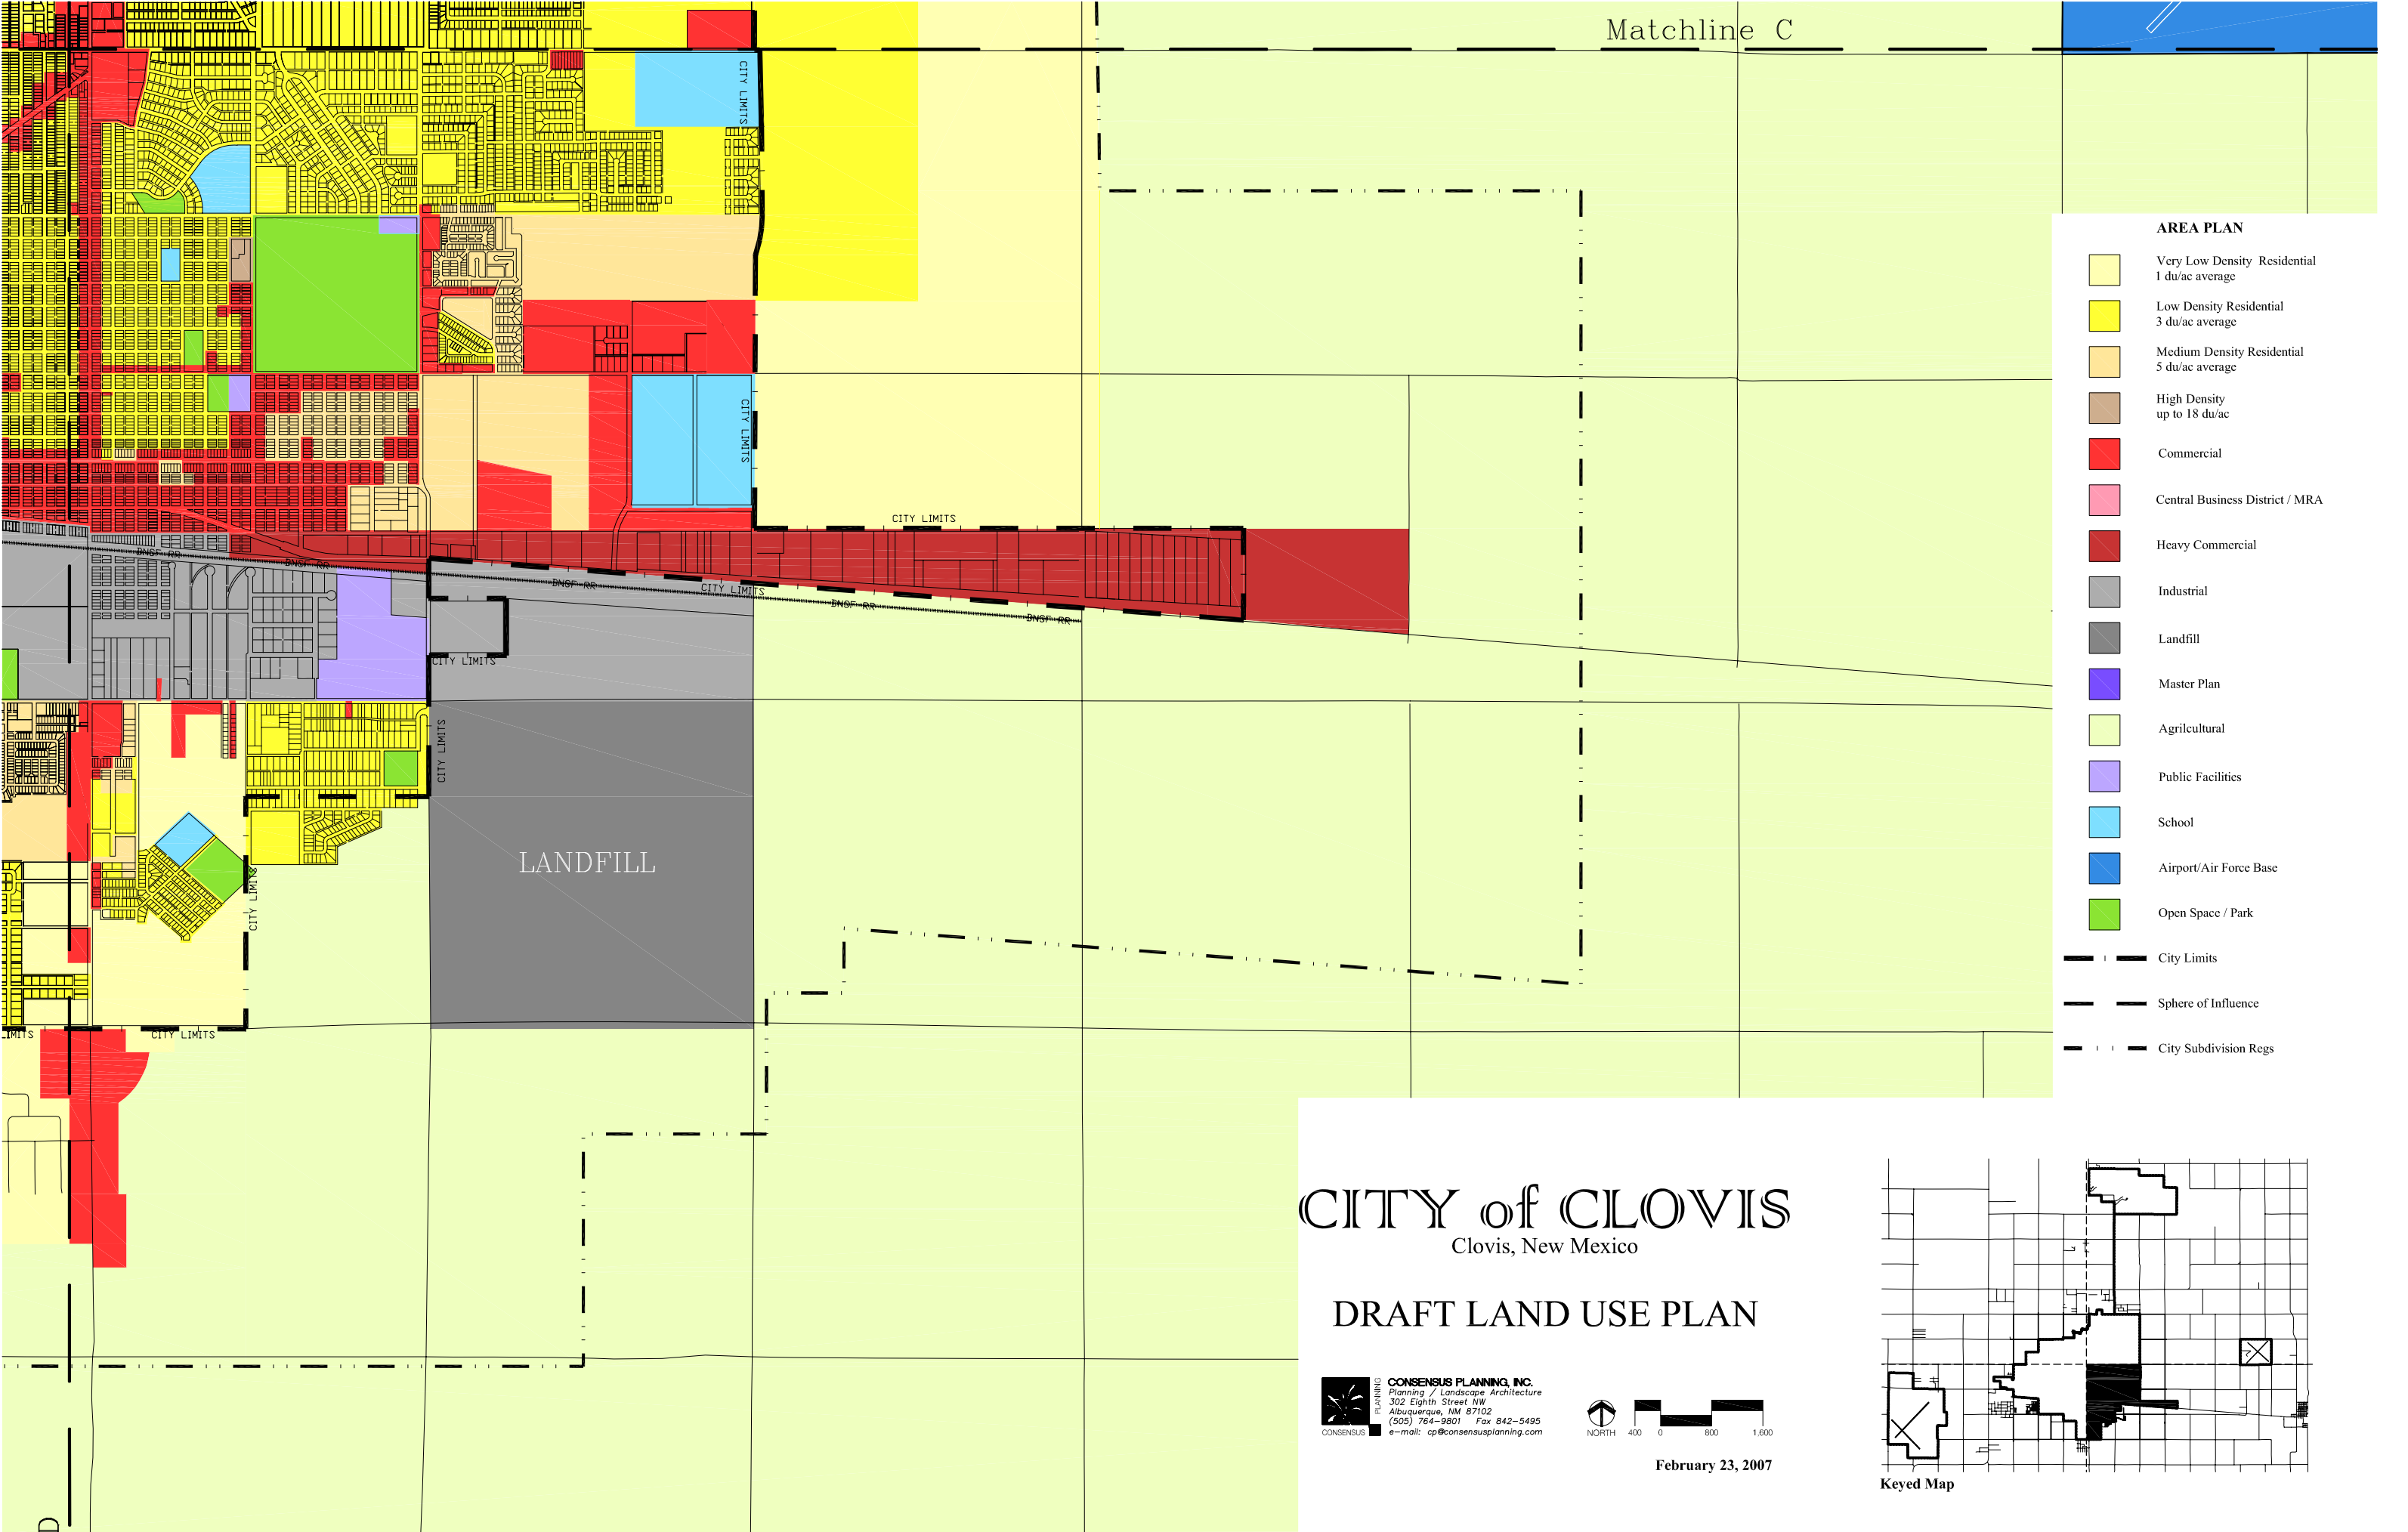 Matchline C
CITY LIMITS
AREA PLAN
Very Low Density Residential
1 du/ac average
Low Density Residential
3 du/ac average
Medium Density Residential
5 du/ac average
High Density
up to 18 du/ac
Commercial
Central Business District / MRA
Heavy Commercial
Industrial
Landfill
Master Plan
Agrilcultural
Public Facilities
School
Airport/Air Force Base
Open Space / Park
City Limits
Sphere of Influence
City Subdivision Regs
CITY LIMITS
CITY LIMITS
BNSF RR
BNSF RR
BNSF RR
CITY LIMITS
BNSF RR
BNSF RR
CITY LIMITS
CITY LIMITS
LANDFILL
CITY LIMITS
LIMITS
CITY LIMITS
D
CITY of CLOVIS
Clovis, New Mexico
DRAFT LAND USE PLAN
CONSENSUS PLANNING, INC.
Planning / Landscape Architecture
302 Eighth Street NW
Albuquerque, NM 87102
(505) 764-9801 Fax 842-5495
e-mail: cp@consensusplanning.com
PLANNING
CONSENSUS
NORTH
400 0 800 1,600
February 23, 2007
Keyed Map